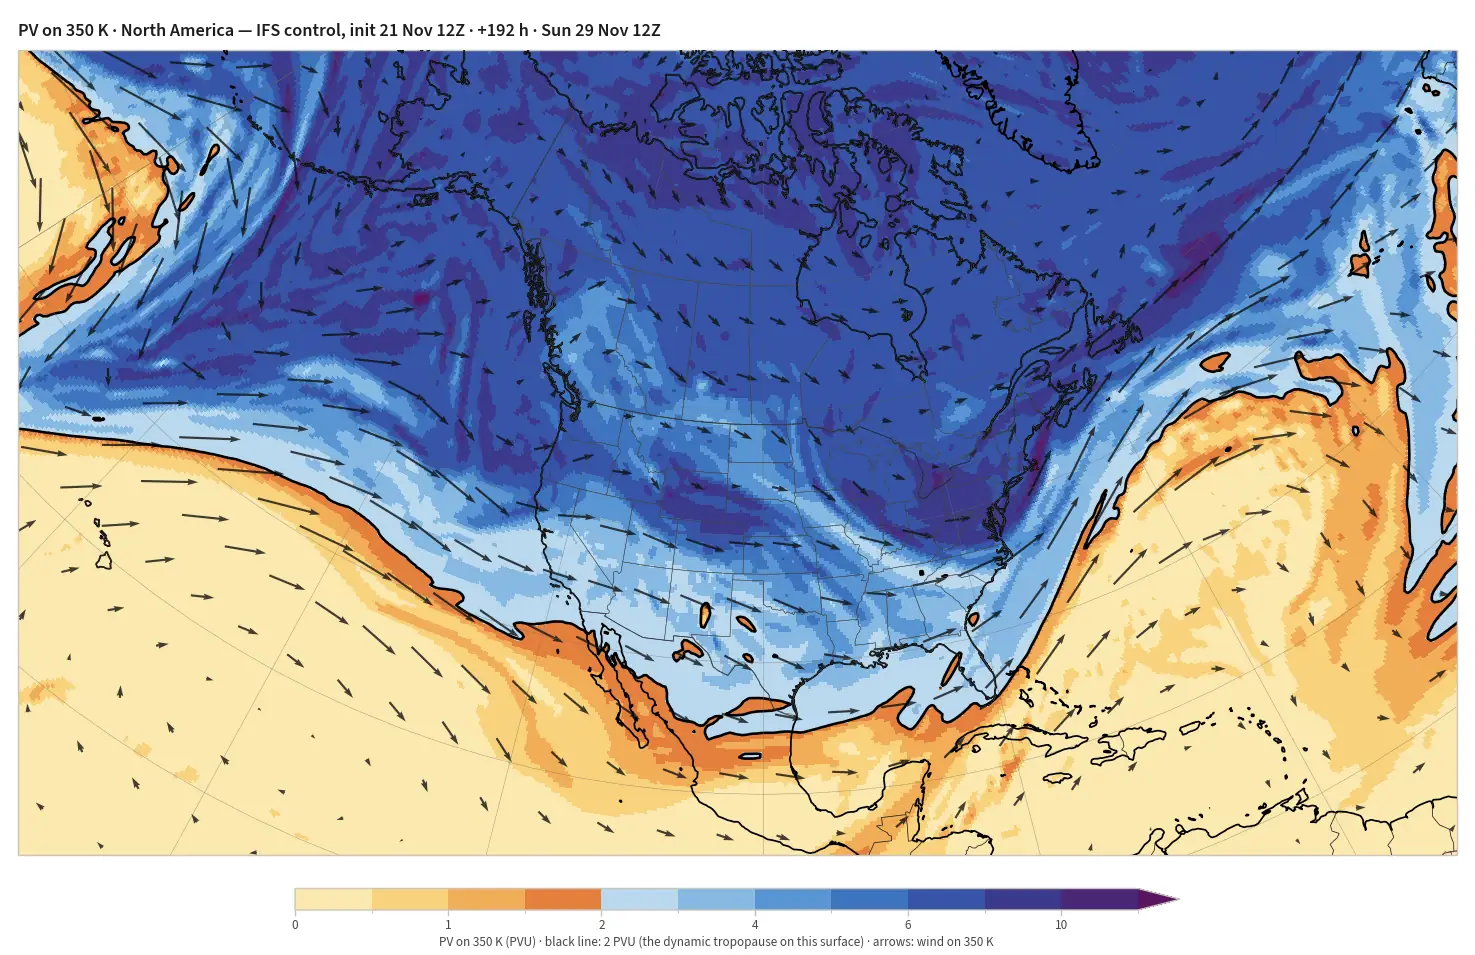 PV on 350 K · North America — IFS control, init 21 Nov 12Z · +192 h · Sun 29 Nov 12Z
0 1 2 4 6 10
PV on 350 K (PVU) · black line: 2 PVU (the dynamic tropopause on this surface) · arrows: wind on 350 K